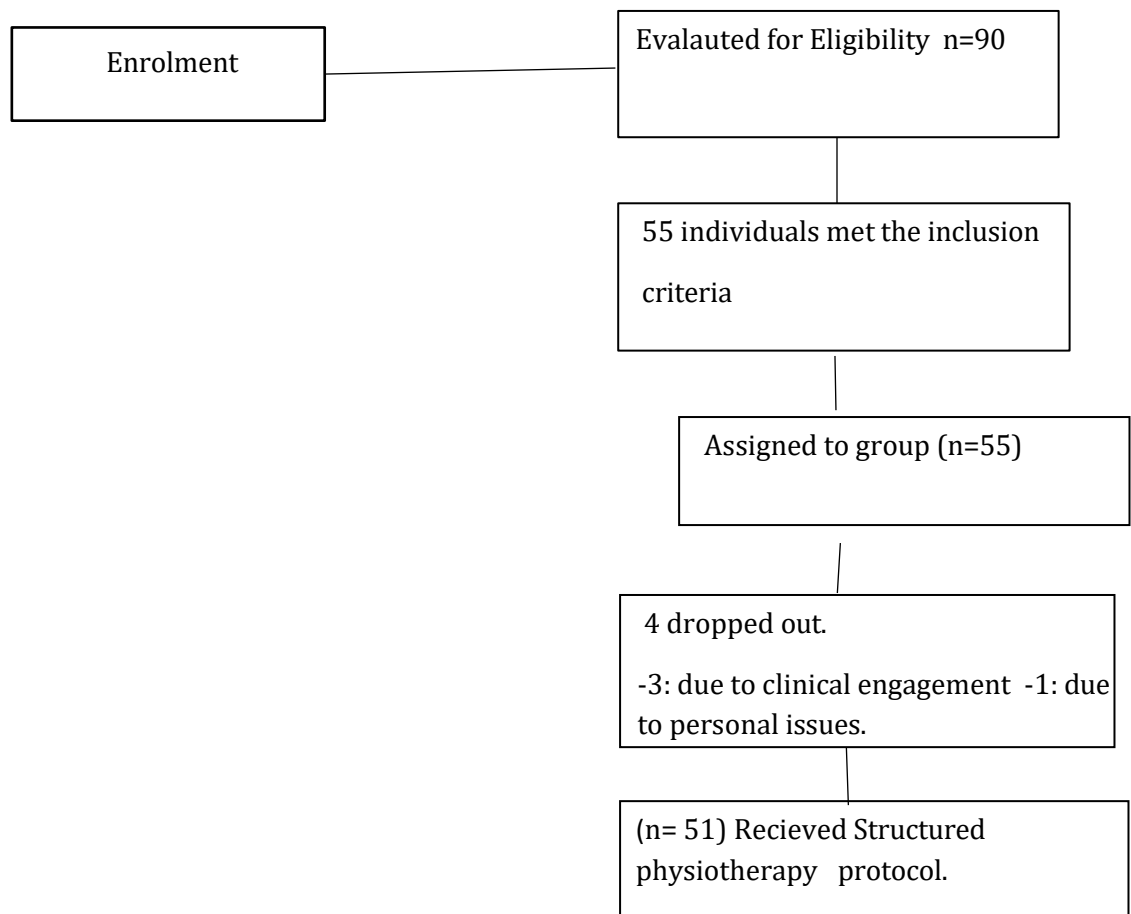 Enrolment
Evalauted for Eligibility n=90
55 individuals met the inclusion
criteria
Assigned to group (n=55)
4 dropped out.
-3: due to clinical engagement -1: due
to personal issues.
(n= 51) Recieved Structured
physiotherapy protocol.